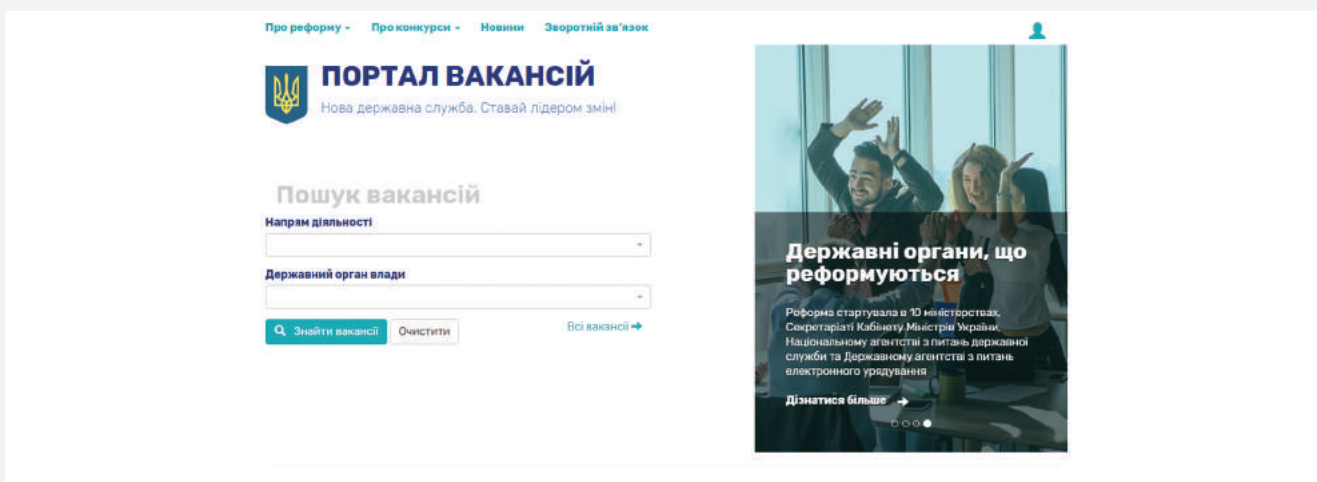 Про реформу
Про конкурси
Новини
Зворотній зв'язок
ПОРТАЛ ВАКАНСІЙ
Нова державна служба. Ставай лідером змін!
Пошук вакансій
Напрям діяльності
Державний орган влади
Знайти вакансії
Очистити
Всі вакансії
Державні органи, що
реформуються
Реформа стартувала в 10 міністерствах,
Секретаріаті Кабінету Міністрів України,
Національному агентстві з питань державної
служби та Державному агентстві з питань
електронного урядування
Дізнатися більше